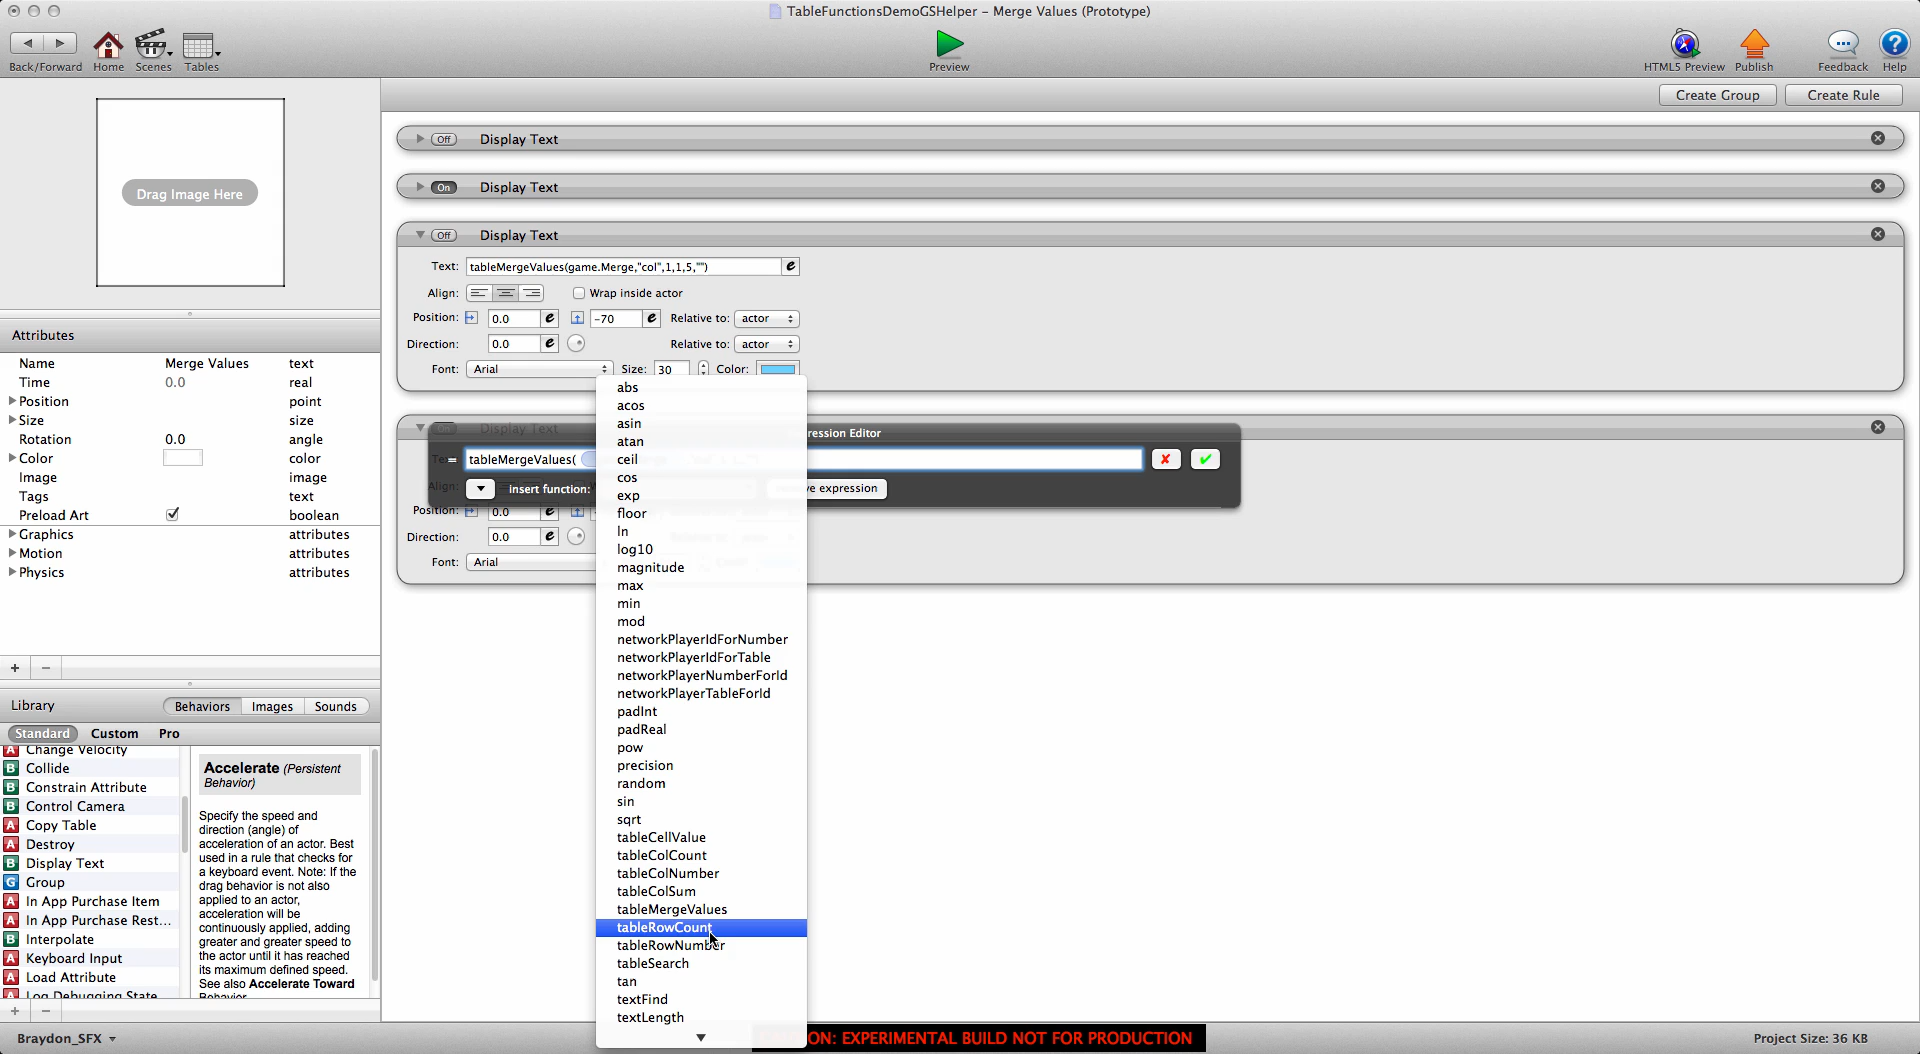 TableFunctionsDemoGSHelper – Merge Values (Prototype)
Back/Forward Home Scenes Tables Preview HTML5 Preview Publish Feedback Help
Create Group Create Rule
Drag Image Here
Off Display Text
On Display Text
Off Display Text
Text: tableMergeValues(game.Merge,"col",1,1,5,"") e
Align: Wrap inside actor
Position: 0.0 e -70 e Relative to: actor
Direction: 0.0 e Relative to: actor
Font: Arial Size: 30 Color:
Display Text
ression Editor
= tableMergeValues(
insert function: e expression
Position: 0.0 e
Direction: 0.0 e
Font: Arial
abs
acos
asin
atan
ceil
cos
exp
floor
ln
log10
magnitude
max
min
mod
networkPlayerIdForNumber
networkPlayerIdForTable
networkPlayerNumberForId
networkPlayerTableForId
padInt
padReal
pow
precision
random
sin
sqrt
tableCellValue
tableColCount
tableColNumber
tableColSum
tableMergeValues
tableRowCount
tableRowNumber
tableSearch
tan
textFind
textLength
Attributes
Name Merge Values text
Time 0.0 real
Position point
Size size
Rotation 0.0 angle
Color color
Image image
Tags text
Preload Art boolean
Graphics attributes
Motion attributes
Physics attributes
+ −
Library Behaviors Images Sounds
Standard Custom Pro
A Change Velocity
B Collide
B Constrain Attribute
B Control Camera
A Copy Table
A Destroy
B Display Text
G Group
A In App Purchase Item
A In App Purchase Rest...
B Interpolate
B Keyboard Input
A Load Attribute
A Log Debugging State
Accelerate (Persistent
Behavior)
Specify the speed and
direction (angle) of
acceleration of an actor. Best
used in a rule that checks for
a keyboard event. Note: If the
drag behavior is not also
applied to an actor,
acceleration will be
continuously applied, adding
greater and greater speed to
the actor until it has reached
its maximum defined speed.
See also Accelerate Toward
Behavior
+ −
Braydon_SFX
ON: EXPERIMENTAL BUILD NOT FOR PRODUCTION
Project Size: 36 KB